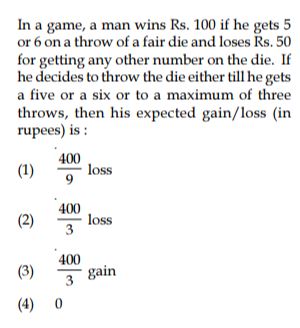 In a game, a man wins Rs. 100 if he gets 5
or 6 on a throw of a fair die and loses Rs. 50
for getting any other number on the die. If
he decides to throw the die either till he gets
a five or a six or to a maximum of three
throws, then his expected gain/loss (in
rupees) is :
(1) 400/9 loss
(2) 400/3 loss
(3) 400/3 gain
(4) 0